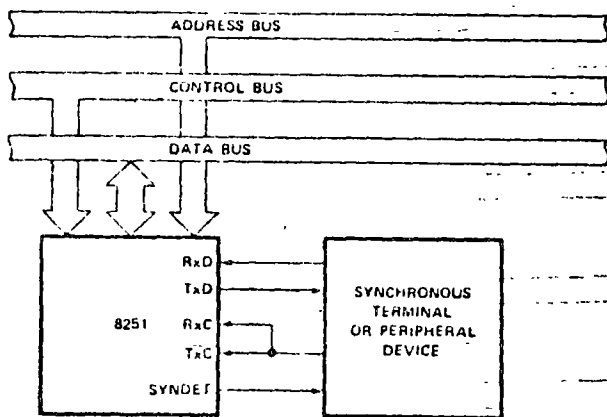 ADDRESS BUS
CONTROL BUS
DATA BUS
RxD
TxD
8251
RxC
TxC
SYNDET
SYNCHRONOUS
TERMINAL
OR PERIPHERAL
DEVICE